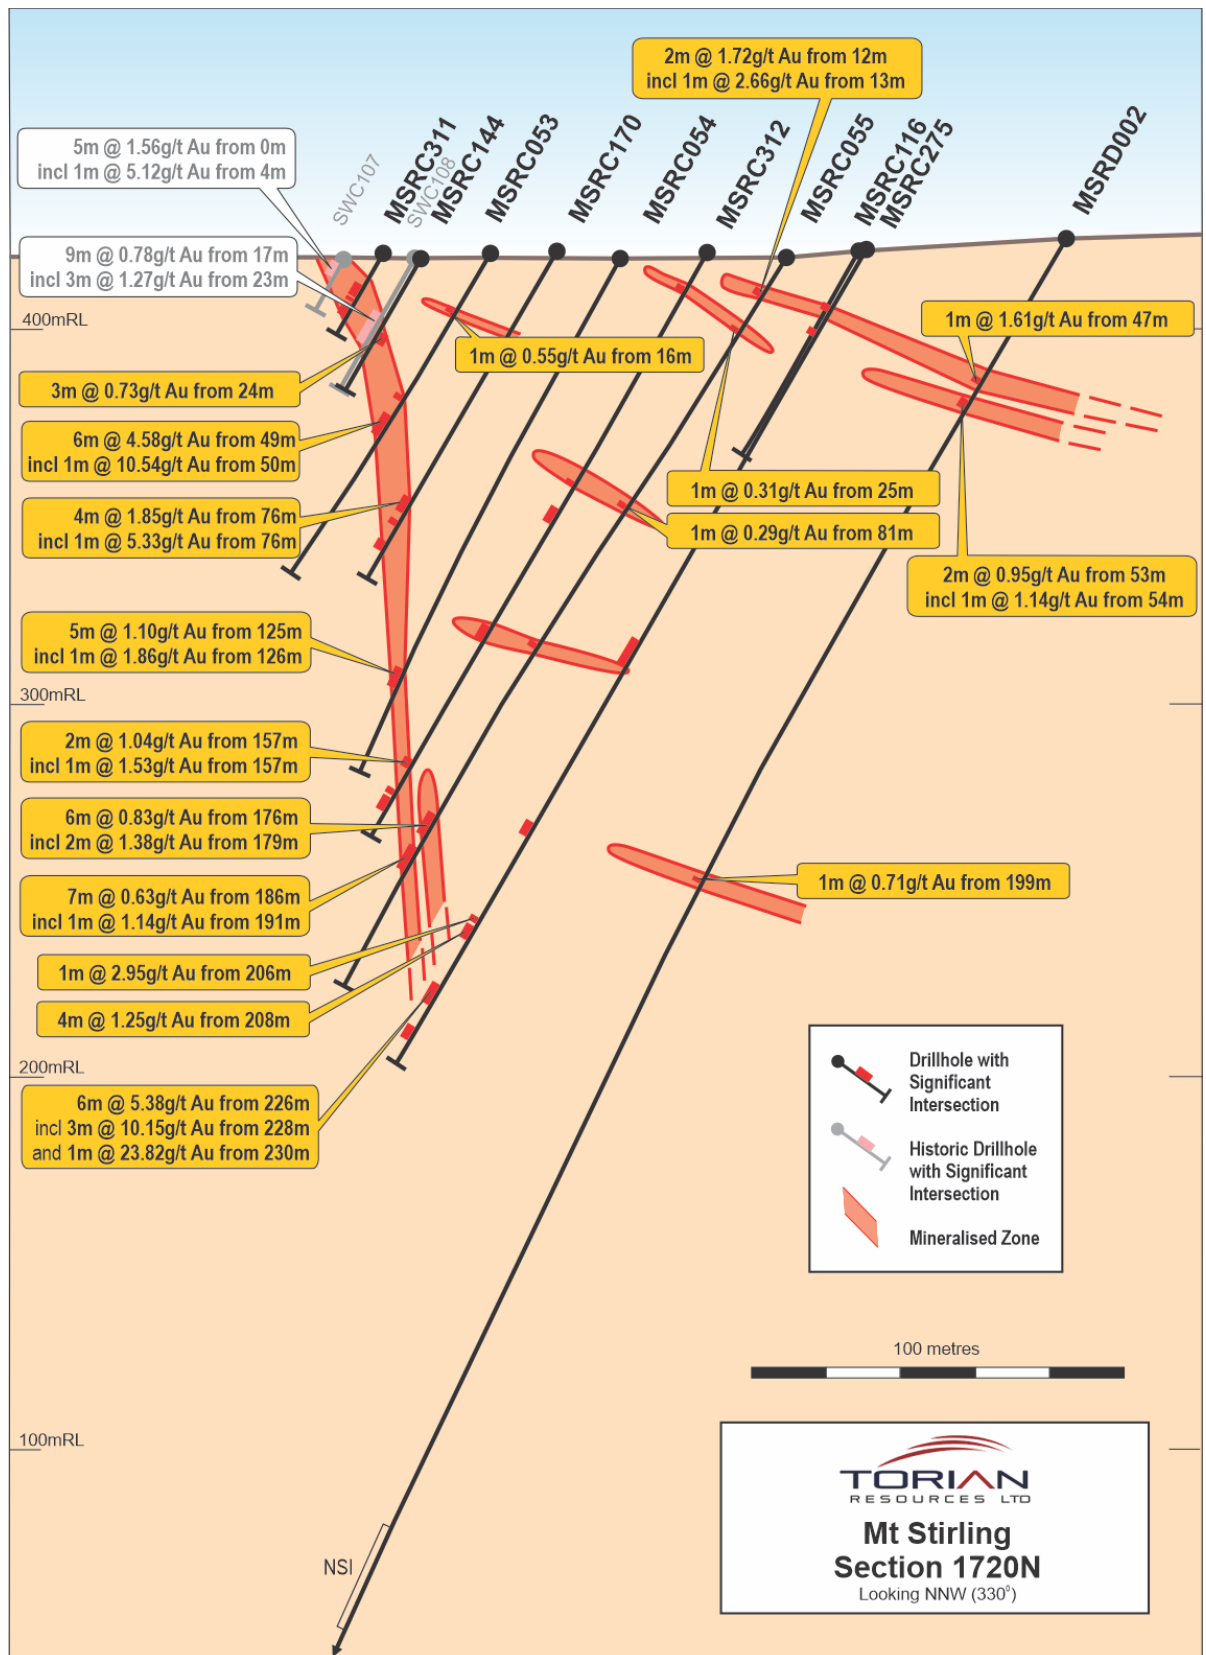 2m @ 1.72g/t Au from 12m
incl 1m @ 2.66g/t Au from 13m
5m @ 1.56g/t Au from 0m
incl 1m @ 5.12g/t Au from 4m
SWC107
MSRC311
SWC108
MSRC144
MSRC053
MSRC170
MSRC054
MSRC312
MSRC055
MSRC116
MSRC275
MSRD002
9m @ 0.78g/t Au from 17m
incl 3m @ 1.27g/t Au from 23m
400mRL
1m @ 1.61g/t Au from 47m
1m @ 0.55g/t Au from 16m
3m @ 0.73g/t Au from 24m
6m @ 4.58g/t Au from 49m
incl 1m @ 10.54g/t Au from 50m
1m @ 0.31g/t Au from 25m
4m @ 1.85g/t Au from 76m
incl 1m @ 5.33g/t Au from 76m
1m @ 0.29g/t Au from 81m
2m @ 0.95g/t Au from 53m
incl 1m @ 1.14g/t Au from 54m
5m @ 1.10g/t Au from 125m
incl 1m @ 1.86g/t Au from 126m
300mRL
2m @ 1.04g/t Au from 157m
incl 1m @ 1.53g/t Au from 157m
6m @ 0.83g/t Au from 176m
incl 2m @ 1.38g/t Au from 179m
1m @ 0.71g/t Au from 199m
7m @ 0.63g/t Au from 186m
incl 1m @ 1.14g/t Au from 191m
1m @ 2.95g/t Au from 206m
4m @ 1.25g/t Au from 208m
200mRL
6m @ 5.38g/t Au from 226m
incl 3m @ 10.15g/t Au from 228m
and 1m @ 23.82g/t Au from 230m
Drillhole with
Significant
Intersection
Historic Drillhole
with Significant
Intersection
Mineralised Zone
100 metres
100mRL
TORIAN
RESOURCES LTD
Mt Stirling
Section 1720N
Looking NNW (330⁰)
NSI